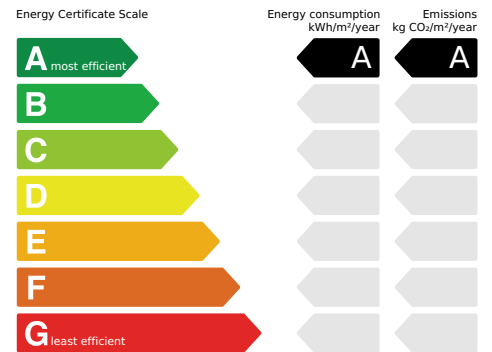 Energy Certificate Scale
Energy consumption
kWh/m²/year
Emissions
kg CO₂/m²/year
A most efficient
A
A
B
C
D
E
F
G least efficient